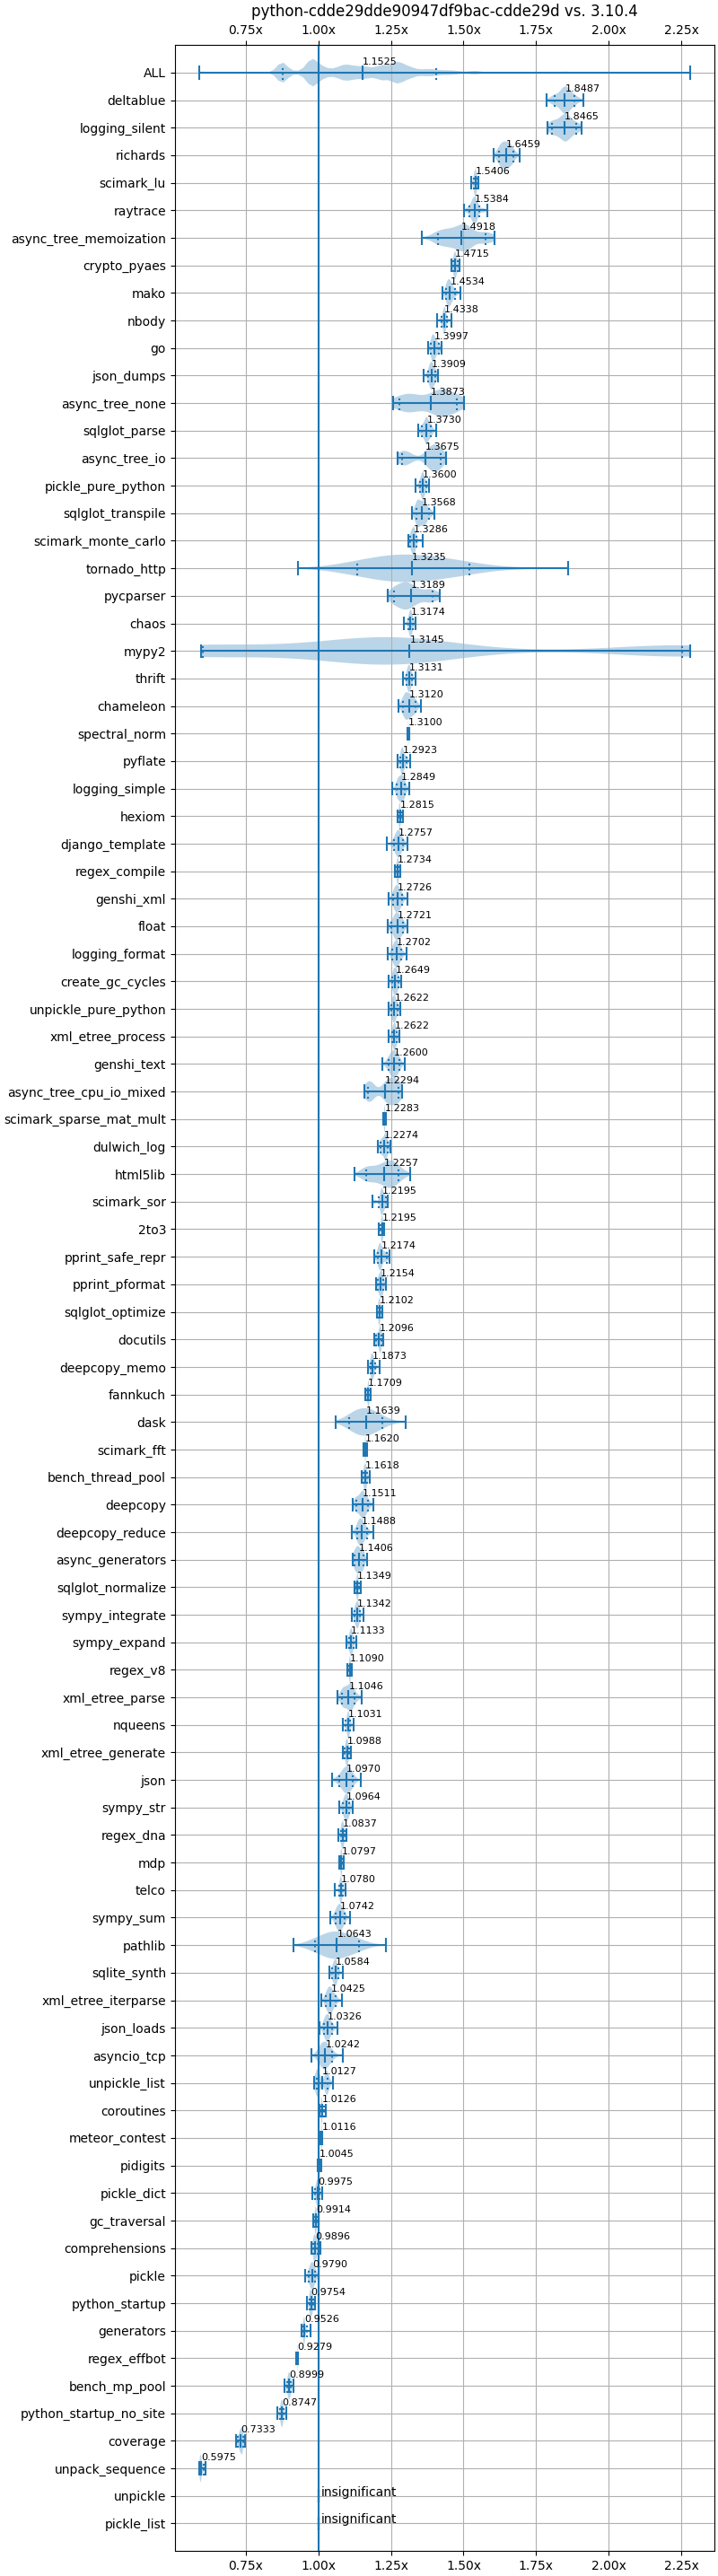 python-cdde29dde90947df9bac-cdde29d vs. 3.10.4
0.75x 1.00x 1.25x 1.50x 1.75x 2.00x 2.25x
ALL 1.1525
deltablue 1.8487
logging_silent 1.8465
richards 1.6459
scimark_lu 1.5406
raytrace 1.5384
async_tree_memoization 1.4918
crypto_pyaes 1.4715
mako 1.4534
nbody 1.4338
go 1.3997
json_dumps 1.3909
async_tree_none 1.3873
sqlglot_parse 1.3730
async_tree_io 1.3675
pickle_pure_python 1.3600
sqlglot_transpile 1.3568
scimark_monte_carlo 1.3286
tornado_http 1.3235
pycparser 1.3189
chaos 1.3174
mypy2 1.3145
thrift 1.3131
chameleon 1.3120
spectral_norm 1.3100
pyflate 1.2923
logging_simple 1.2849
hexiom 1.2815
django_template 1.2757
regex_compile 1.2734
genshi_xml 1.2726
float 1.2721
logging_format 1.2702
create_gc_cycles 1.2649
unpickle_pure_python 1.2622
xml_etree_process 1.2622
genshi_text 1.2600
async_tree_cpu_io_mixed 1.2294
scimark_sparse_mat_mult 1.2283
dulwich_log 1.2274
html5lib 1.2257
scimark_sor 1.2195
2to3 1.2195
pprint_safe_repr 1.2174
pprint_pformat 1.2154
sqlglot_optimize 1.2102
docutils 1.2096
deepcopy_memo 1.1873
fannkuch 1.1709
dask 1.1639
scimark_fft 1.1620
bench_thread_pool 1.1618
deepcopy 1.1511
deepcopy_reduce 1.1488
async_generators 1.1406
sqlglot_normalize 1.1349
sympy_integrate 1.1342
sympy_expand 1.1133
regex_v8 1.1090
xml_etree_parse 1.1046
nqueens 1.1031
xml_etree_generate 1.0988
json 1.0970
sympy_str 1.0964
regex_dna 1.0837
mdp 1.0797
telco 1.0780
sympy_sum 1.0742
pathlib 1.0643
sqlite_synth 1.0584
xml_etree_iterparse 1.0425
json_loads 1.0326
asyncio_tcp 1.0242
unpickle_list 1.0127
coroutines 1.0126
meteor_contest 1.0116
pidigits 1.0045
pickle_dict 0.9975
gc_traversal 0.9914
comprehensions 0.9896
pickle 0.9790
python_startup 0.9754
generators 0.9526
regex_effbot 0.9279
bench_mp_pool 0.8999
python_startup_no_site 0.8747
coverage 0.7333
unpack_sequence 0.5975
unpickle insignificant
pickle_list insignificant
0.75x 1.00x 1.25x 1.50x 1.75x 2.00x 2.25x